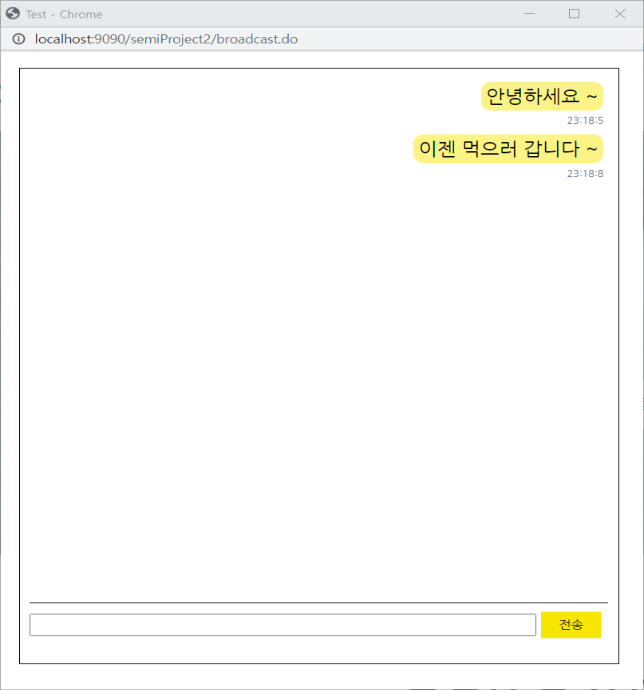 Test - Chrome
localhost:9090/semiProject2/broadcast.do
안녕하세요 ~
23:18:5
이젠 먹으러 갑니다 ~
23:18:8
전송